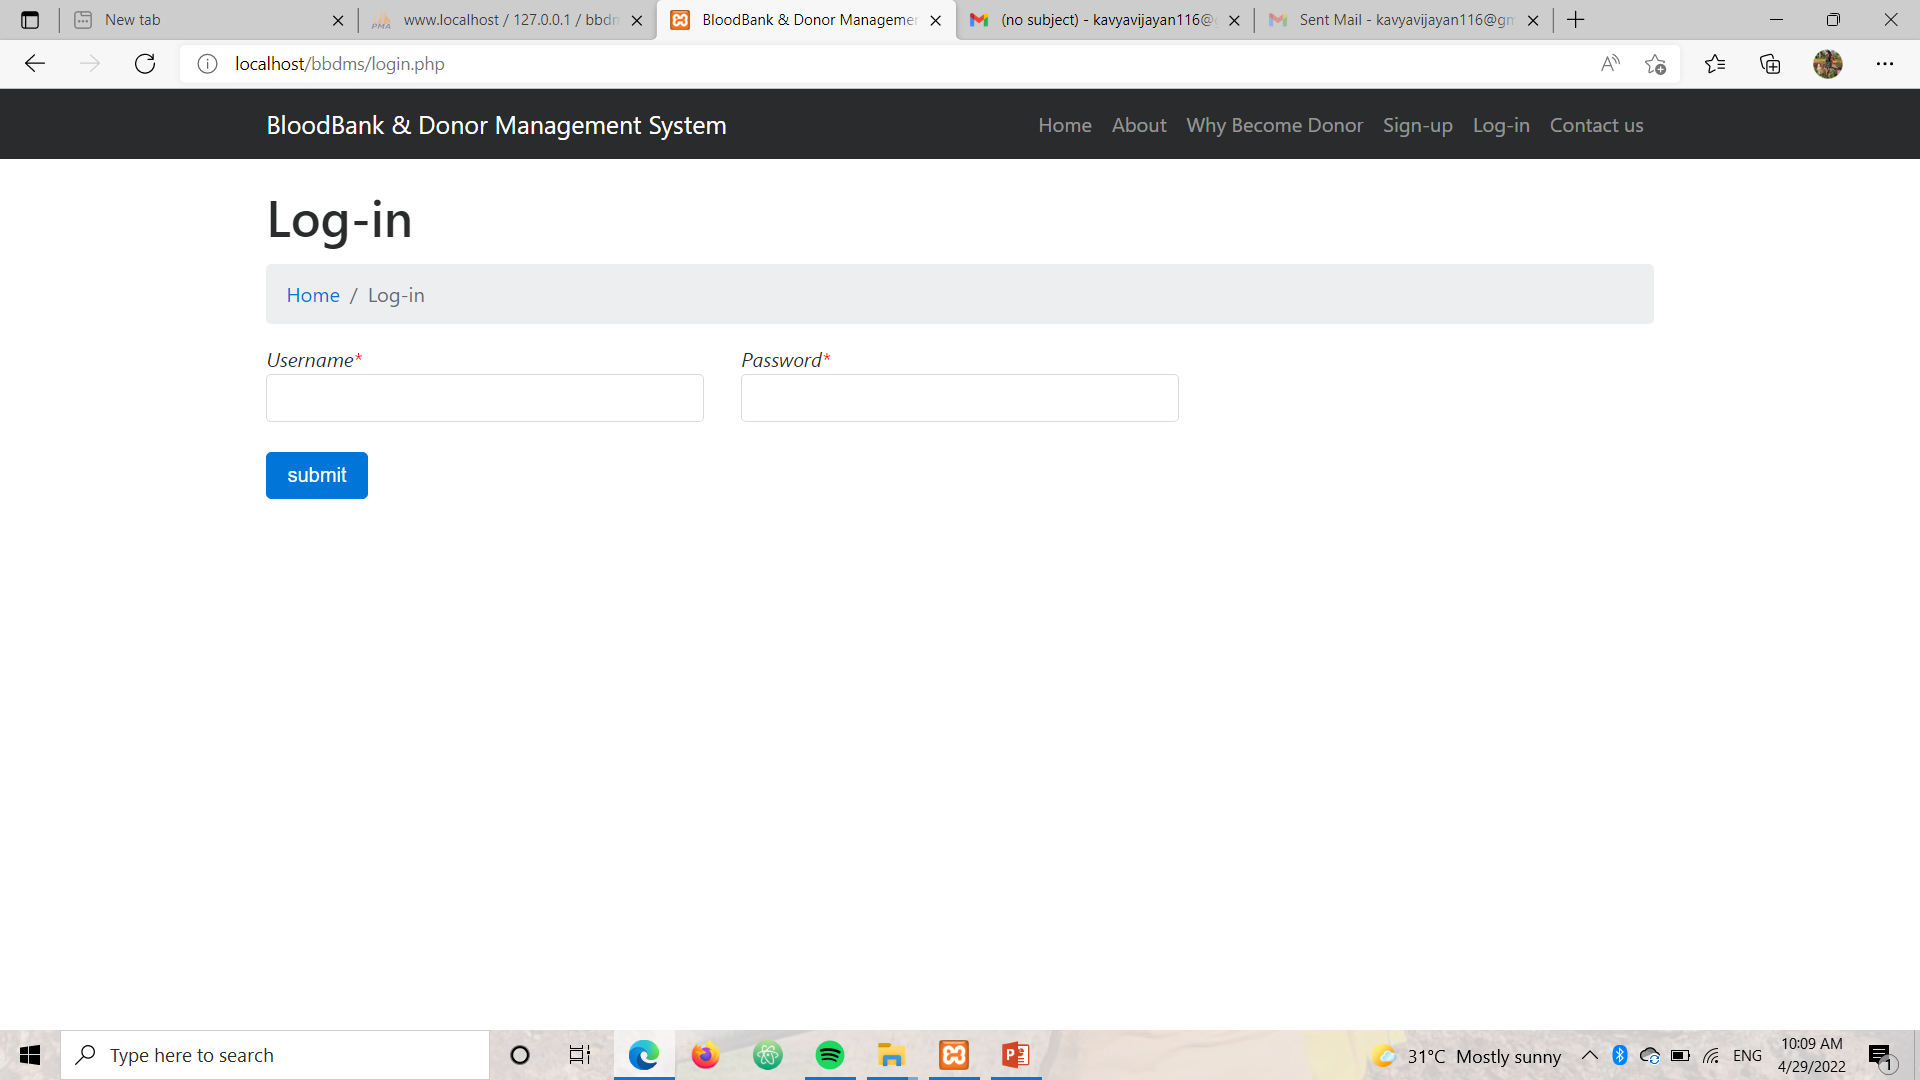 New tab
www.localhost / 127.0.0.1 / bbdm
BloodBank & Donor Managemen
(no subject) - kavyavijayan116@
Sent Mail - kavyavijayan116@gm
localhost/bbdms/login.php
BloodBank & Donor Management System
Home About Why Become Donor Sign-up Log-in Contact us
Log-in
Home / Log-in
Username* Password*
submit
Type here to search
31°C Mostly sunny
ENG
10:09 AM
4/29/2022
1